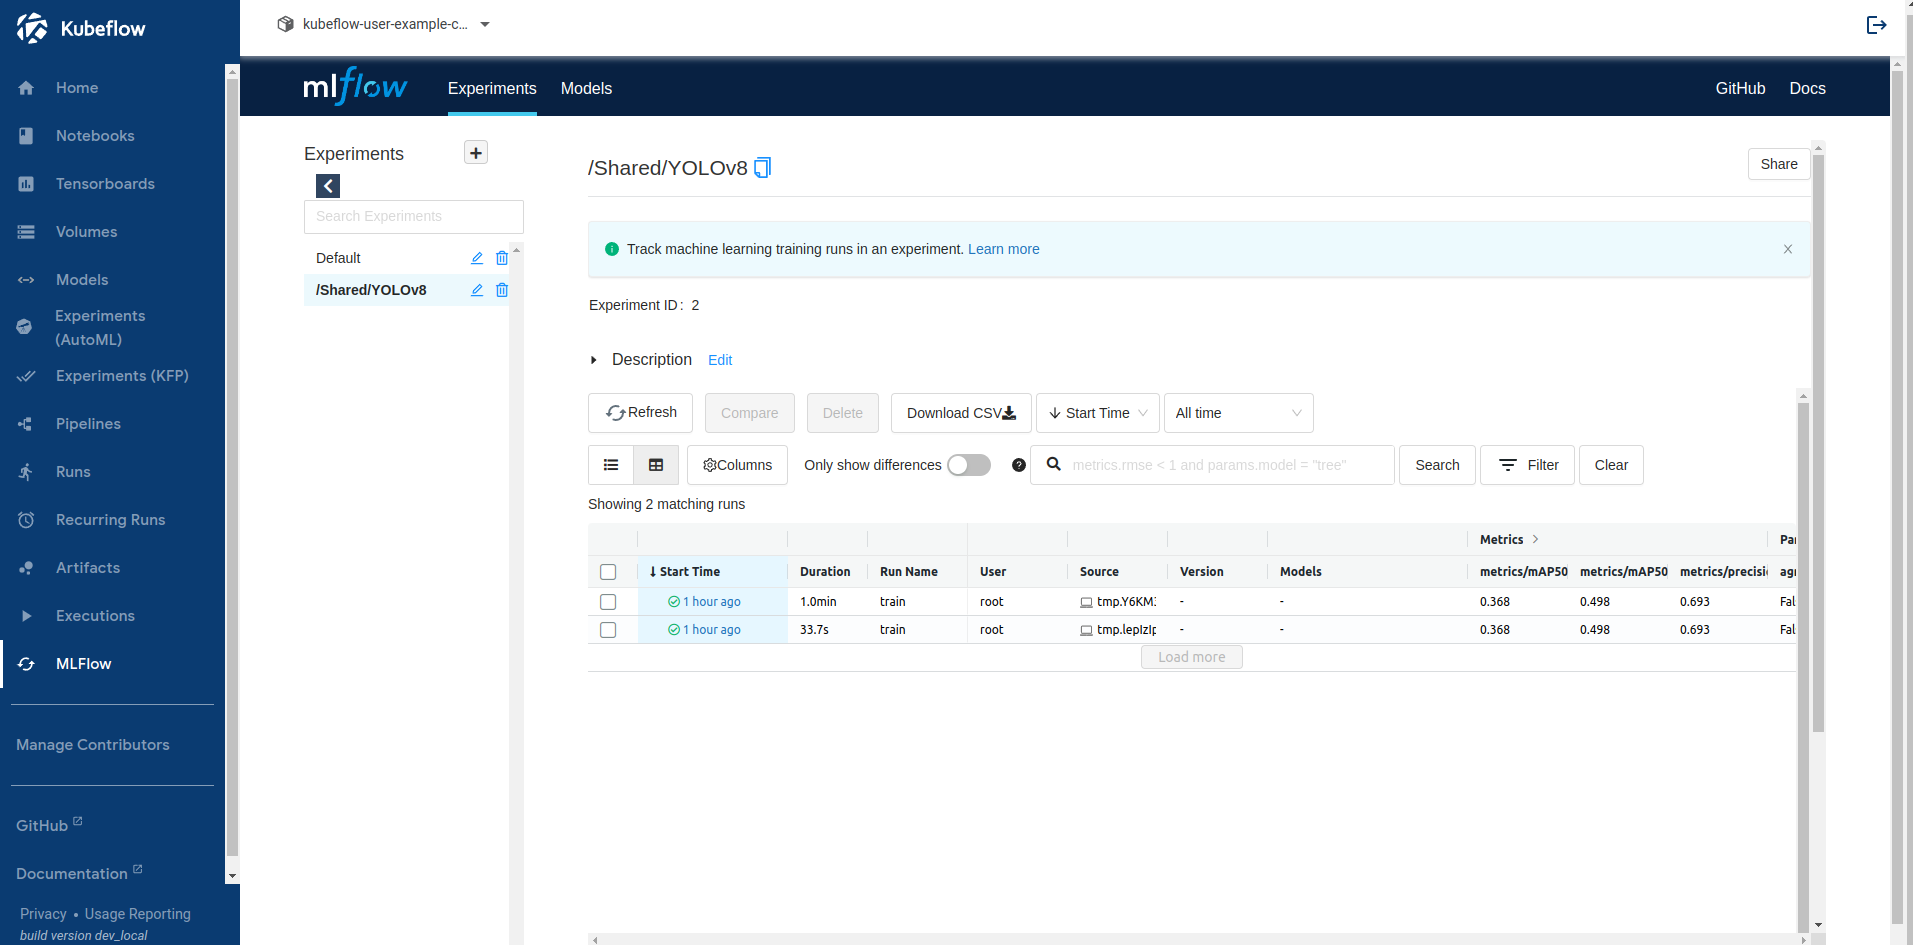 Kubeflow
kubeflow-user-example-c...
Home
Notebooks
Tensorboards
Volumes
Models
Experiments
(AutoML)
Experiments (KFP)
Pipelines
Runs
Recurring Runs
Artifacts
Executions
MLFlow
Manage Contributors
GitHub
Documentation
Privacy • Usage Reporting
build version dev_local
mlflow
Experiments
Models
GitHub
Docs
Experiments
Search Experiments
Default
/Shared/YOLOv8
/Shared/YOLOv8
Share
Track machine learning training runs in an experiment. Learn more
Experiment ID: 2
Description Edit
Refresh
Compare
Delete
Download CSV
Start Time
All time
Columns
Only show differences
metrics.rmse < 1 and params.model = "tree"
Search
Filter
Clear
Showing 2 matching runs
Metrics
Start Time Duration Run Name User Source Version Models metrics/mAP50 metrics/mAP50 metrics/precisi
1 hour ago 1.0min train root tmp.Y6KM - - 0.368 0.498 0.693 Fal
1 hour ago 33.7s train root - - 0.368 0.498 0.693 Fal
Load more